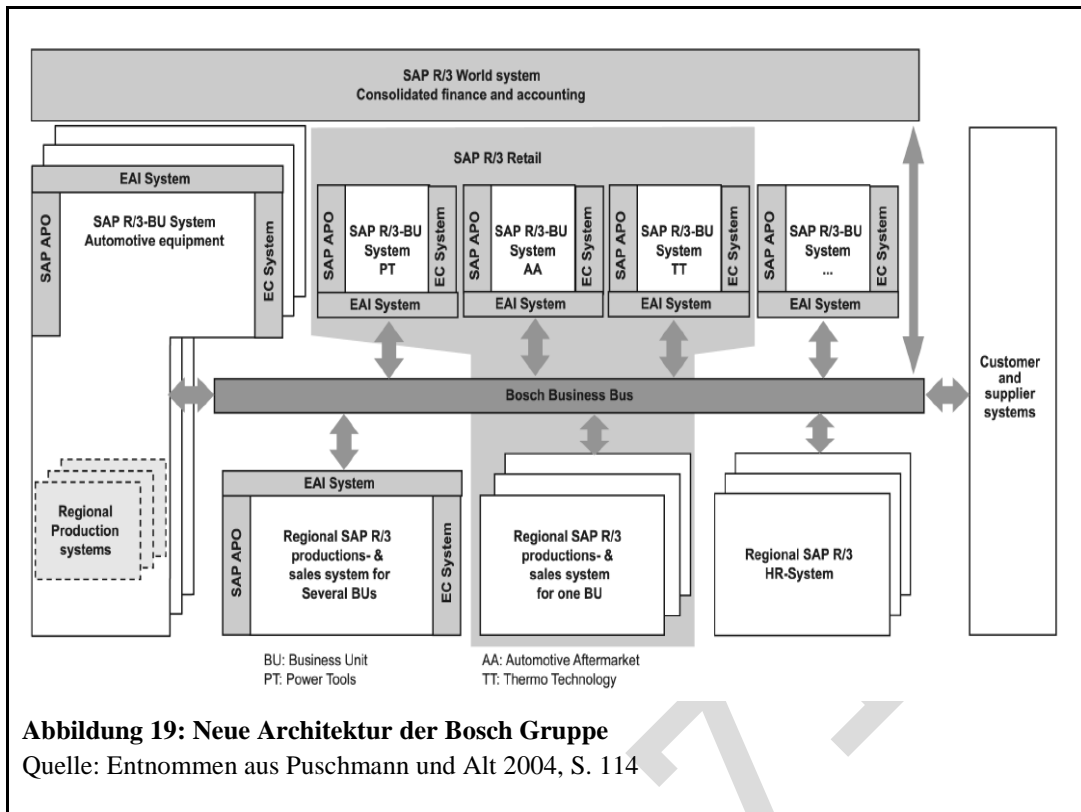 SAP R/3 World system
Consolidated finance and accounting
EAI System
SAP APO
SAP R/3-BU System
Automotive equipment
EC System
Regional
Production
systems
SAP R/3 Retail
SAP APO
SAP R/3-BU
System
PT
EC System
EAI System
SAP APO
SAP R/3-BU
System
AA
EC System
EAI System
SAP APO
SAP R/3-BU
System
TT
EC System
EAI System
SAP APO
SAP R/3-BU
System
...
EC System
EAI System
Bosch Business Bus
Customer
and
supplier
systems
EAI System
SAP APO
Regional SAP R/3
productions- &
sales system for
Several BUs
EC System
Regional SAP R/3
productions- &
sales system
for one BU
Regional SAP R/3
HR-System
BU: Business Unit
PT: Power Tools
AA: Automotive Aftermarket
TT: Thermo Technology
Abbildung 19: Neue Architektur der Bosch Gruppe
Quelle: Entnommen aus Puschmann und Alt 2004, S. 114